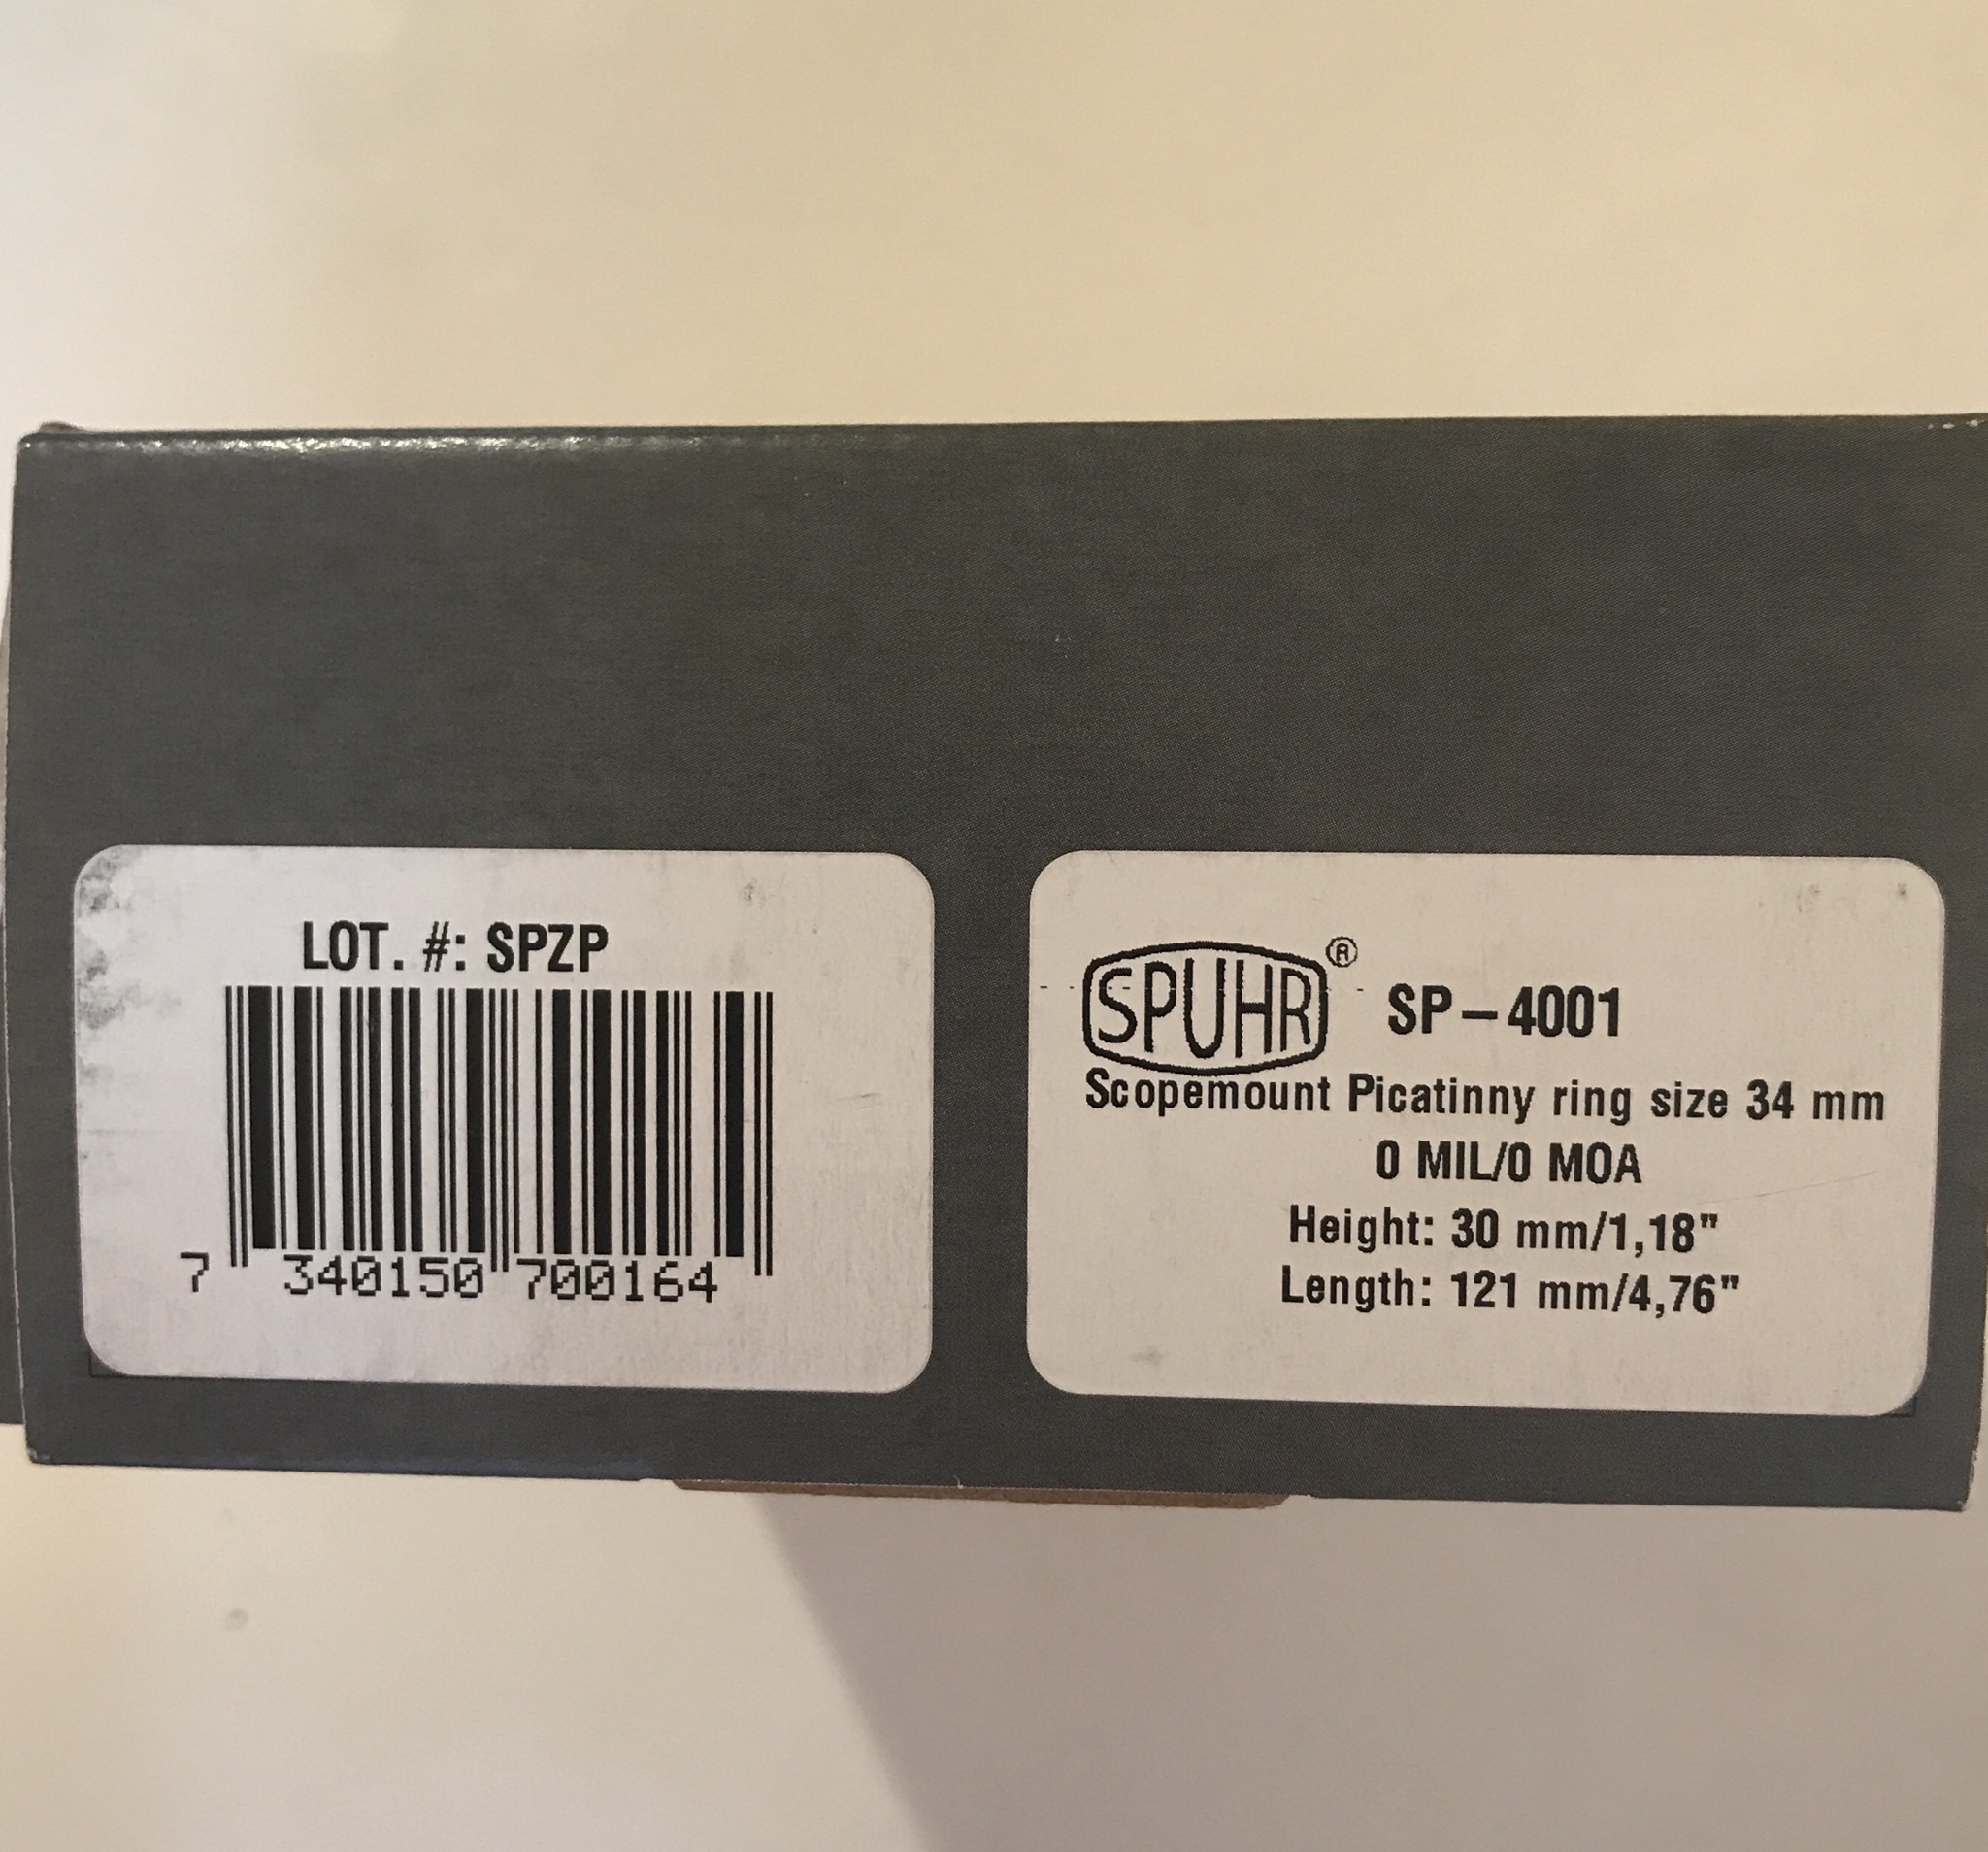 LOT. #: SPZP
7 340150 700164
SPUHR® SP-4001
Scopemount Picatinny ring size 34 mm
0 MIL/0 MOA
Height: 30 mm/1,18"
Length: 121 mm/4,76"